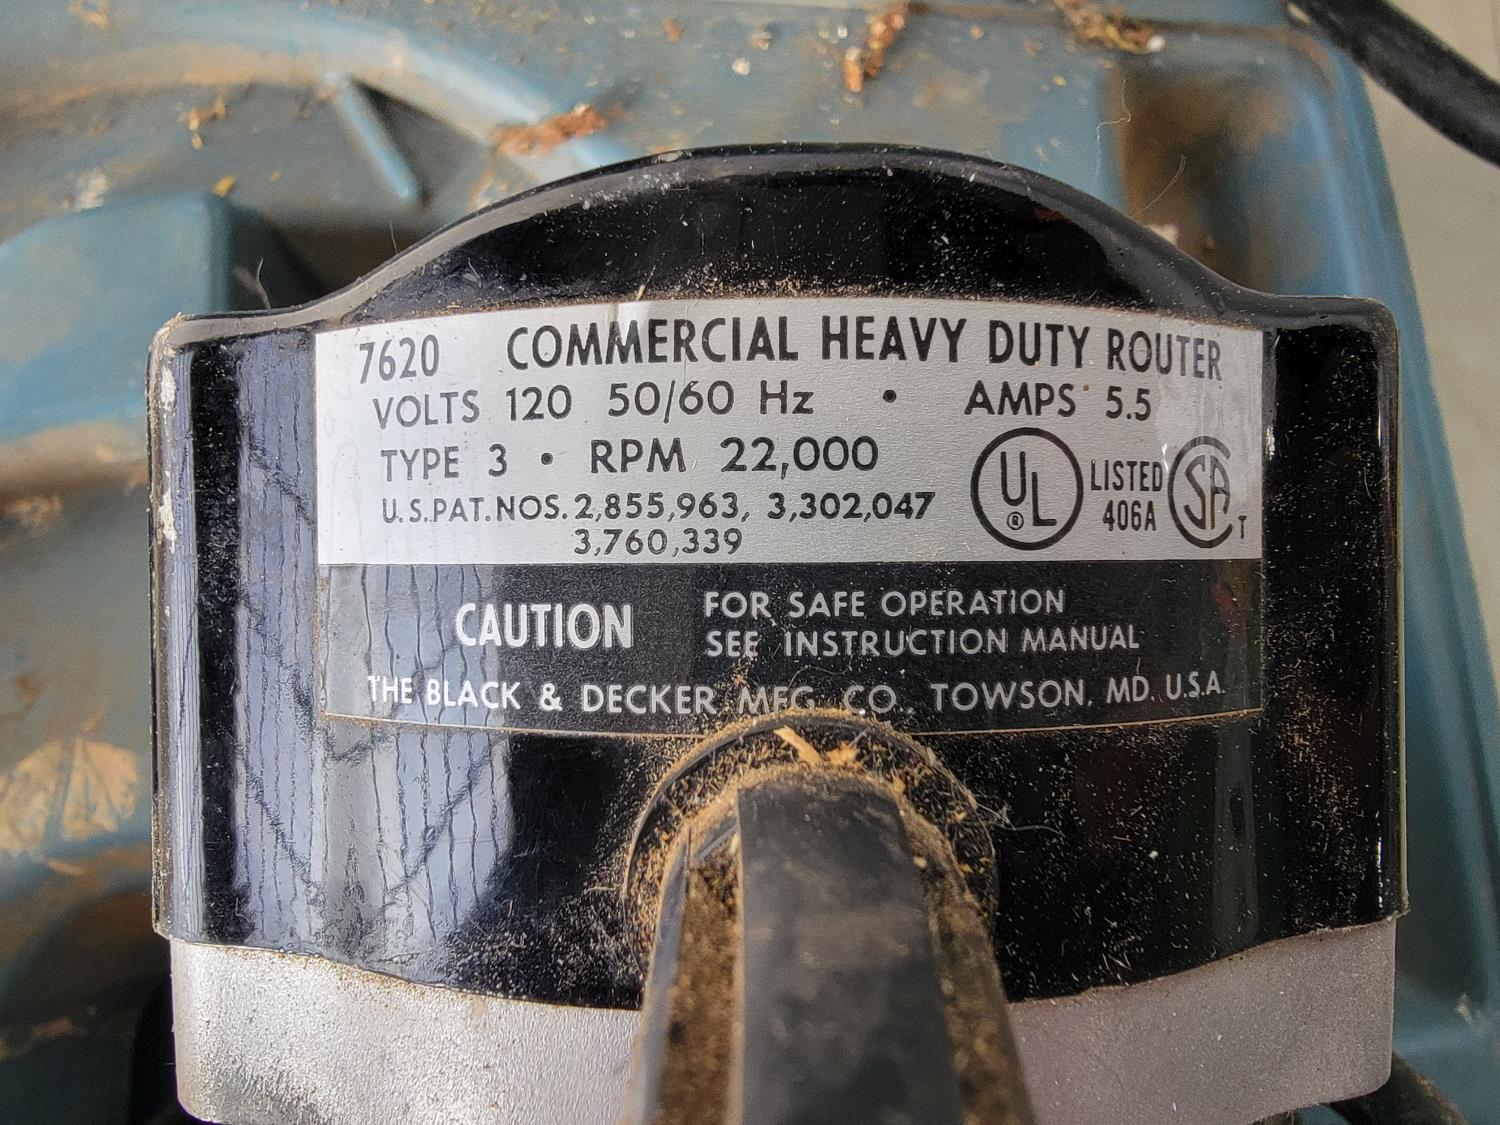 7620 COMMERCIAL HEAVY DUTY ROUTER
VOLTS 120 50/60 Hz • AMPS 5.5
TYPE 3 • RPM 22,000
U.S.PAT.NOS. 2,855,963, 3,302,047
3,760,339
UL ® LISTED 406A SA T
CAUTION FOR SAFE OPERATION
SEE INSTRUCTION MANUAL
THE BLACK & DECKER MFG. CO., TOWSON, MD. U.S.A.